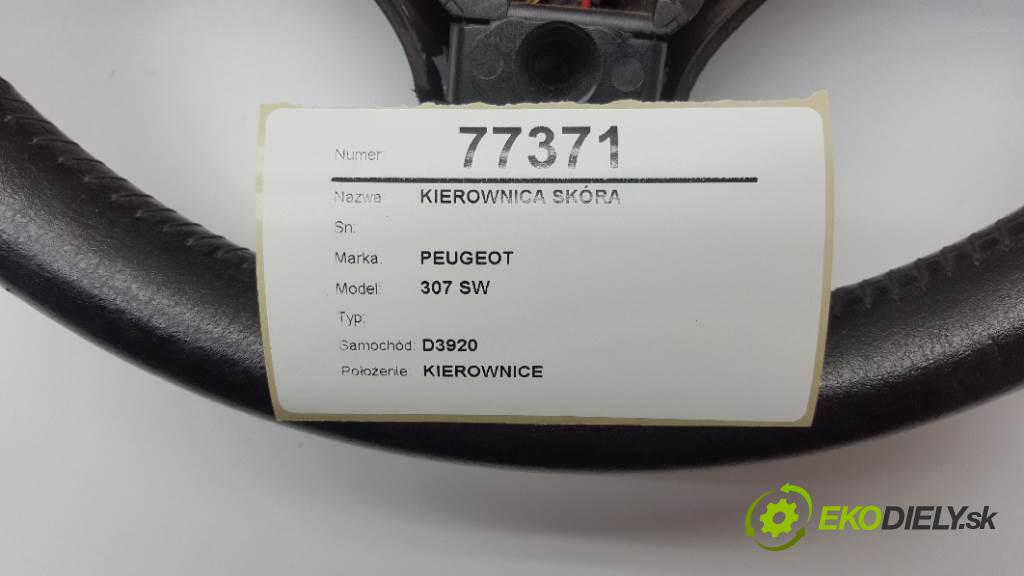 Numer 77371
Nazwa KIEROWNICA SKÓRA
Sn:
Marka: PEUGEOT
Model: 307 SW
Typ:
Samochód: D3920
Położenie KIEROWNICE
EKODIELY.sk